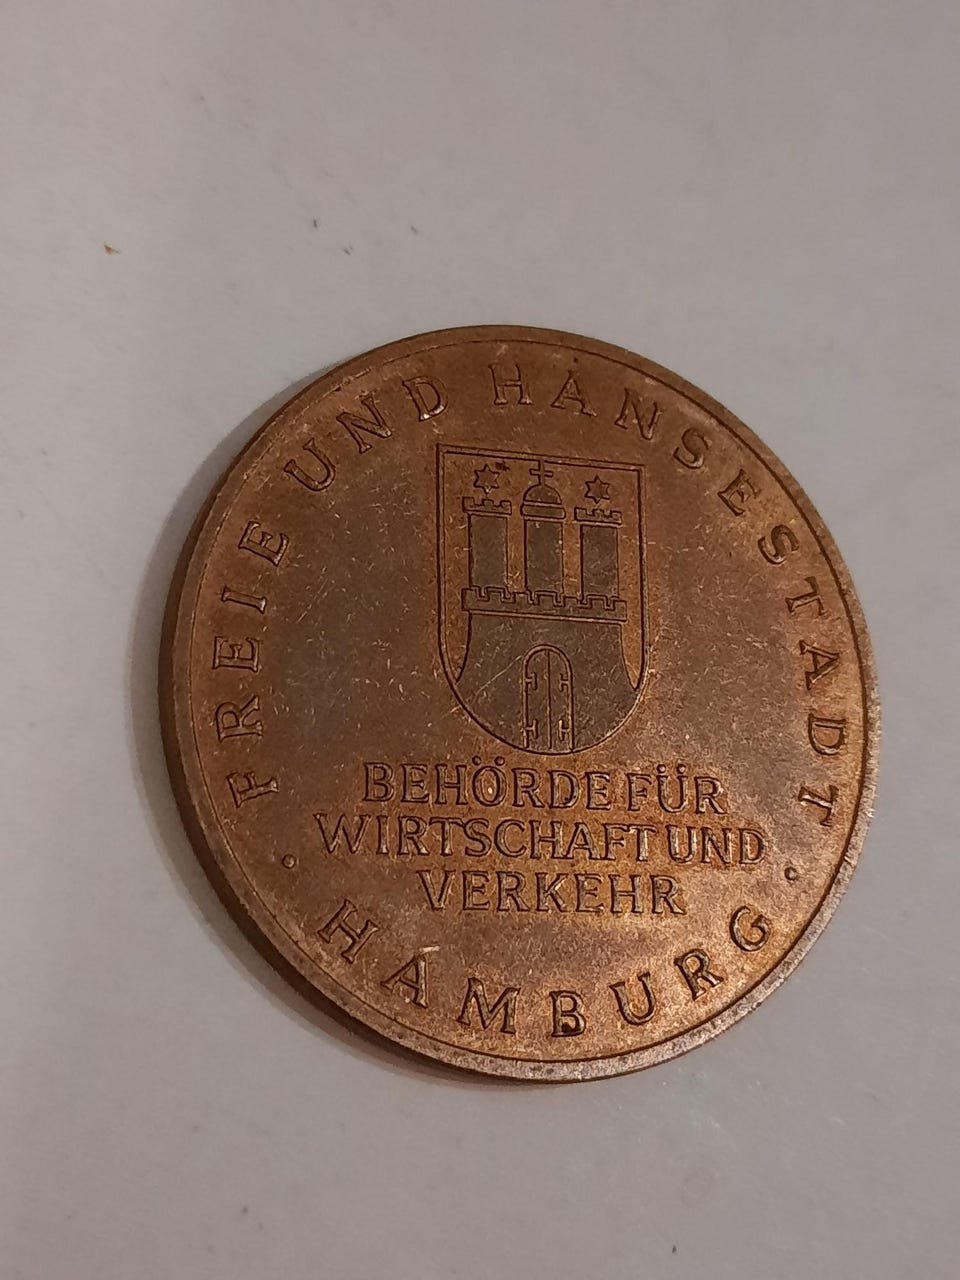 FREIE UND HANSESTADT
BEHÖRDE FÜR
WIRTSCHAFT UND
VERKEHR
· HAMBURG ·